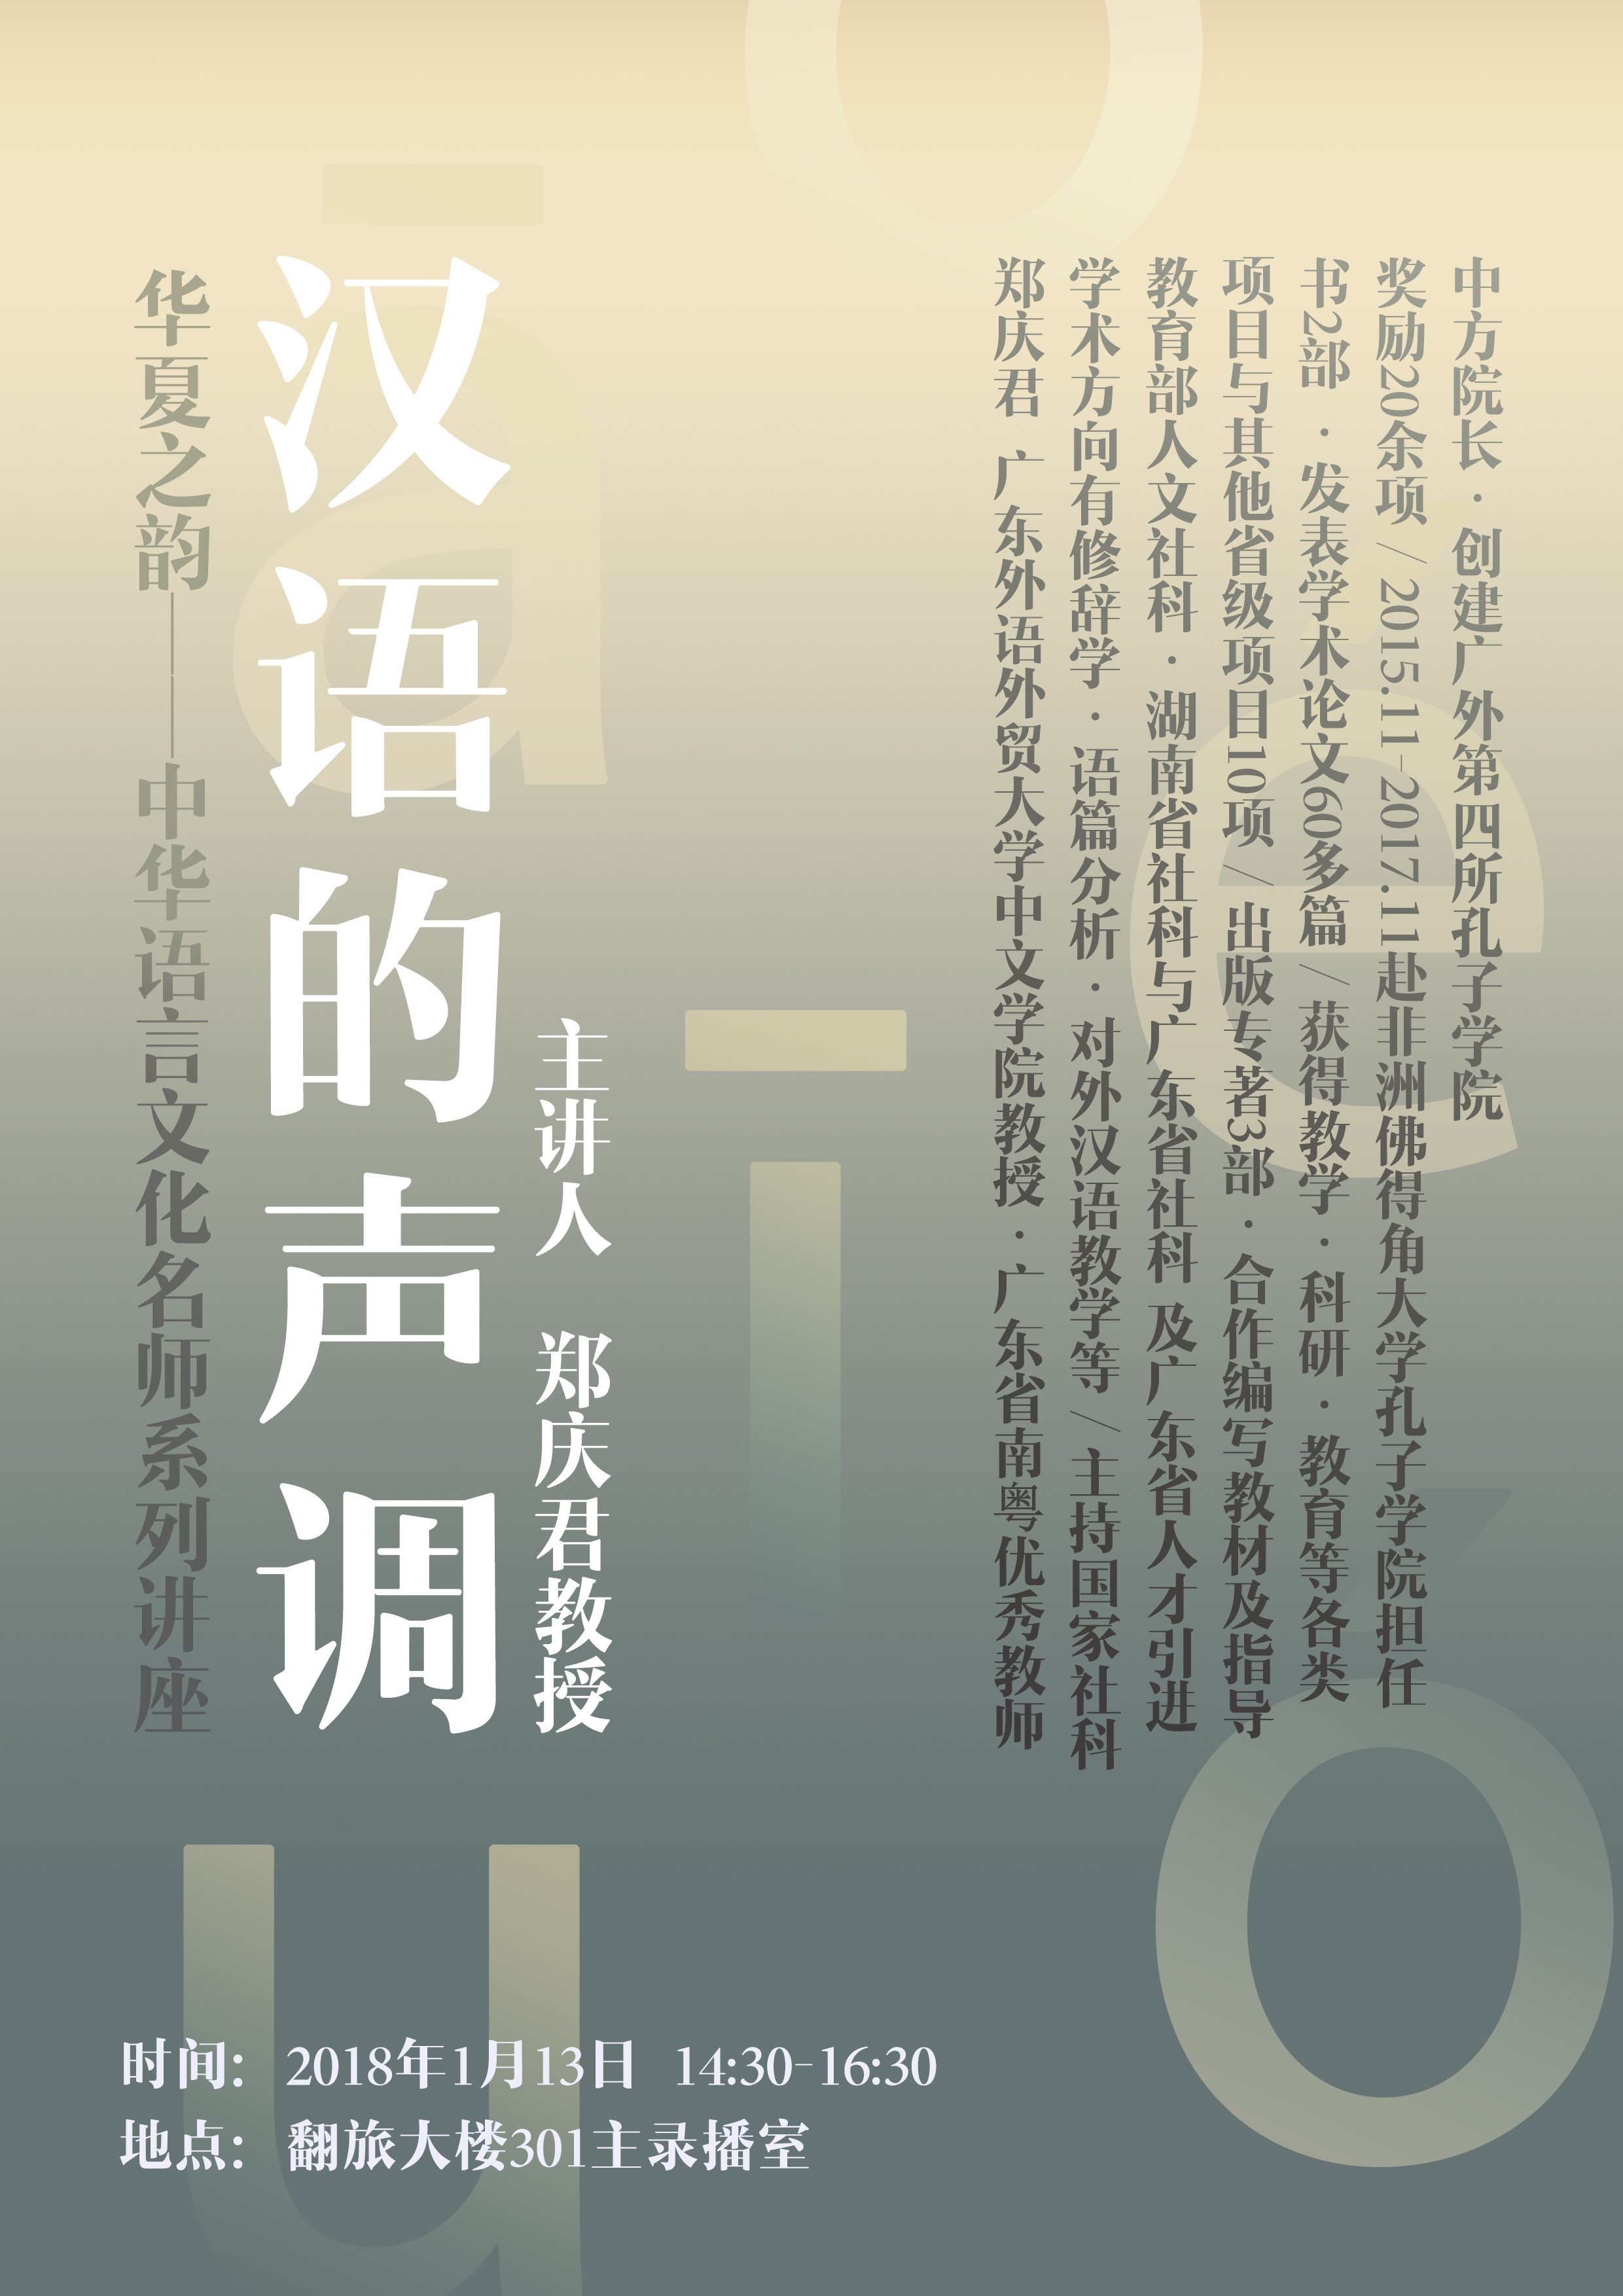 华夏之韵——中华语言文化名师系列讲座
汉语的声调
主讲人 郑庆君教授
郑庆君 广东外语外贸大学中文学院教授·广东省南粤优秀教师
学术方向有修辞学·语篇分析·对外汉语教学等 / 主持国家社科
教育部人文社科·湖南省社科与广东省社科 及广东省人才引进
项目与其他省级项目10项 / 出版专著3部·合作编写教材及指导
书2部·发表学术论文60多篇 / 获得教学·科研·教育等各类
奖励20余项 / 2015.11-2017.11赴非洲佛得角大学孔子学院担任
中方院长·创建广外第四所孔子学院
时间： 2018年1月13日 14:30-16:30
地点： 翻旅大楼301主录播室
o
ā
é
ī
ó
u